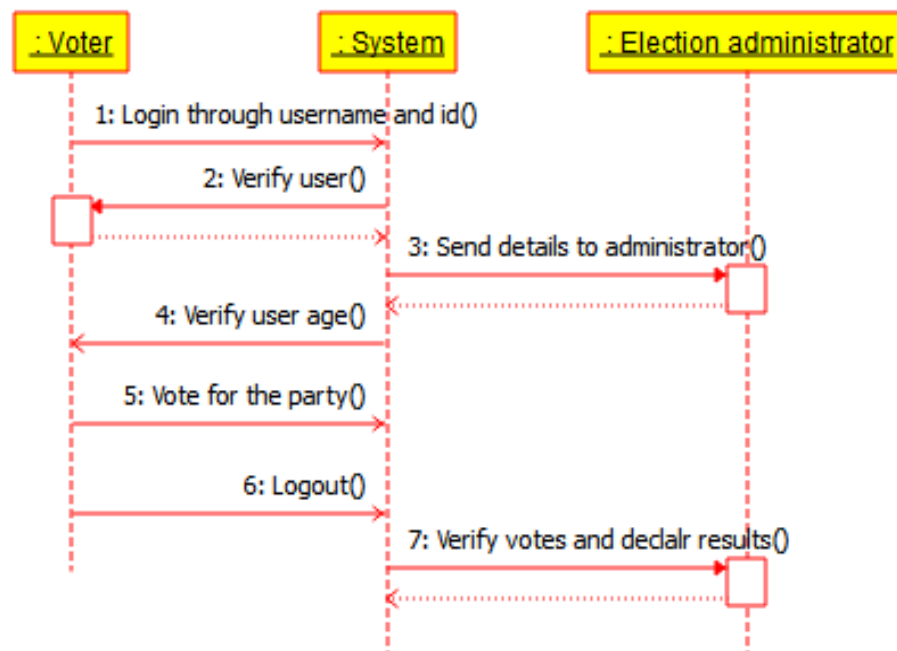 : Voter
: System
: Election administrator
1: Login through username and id()
2: Verify user()
3: Send details to administrator()
4: Verify user age()
5: Vote for the party()
6: Logout()
7: Verify votes and declalr results()